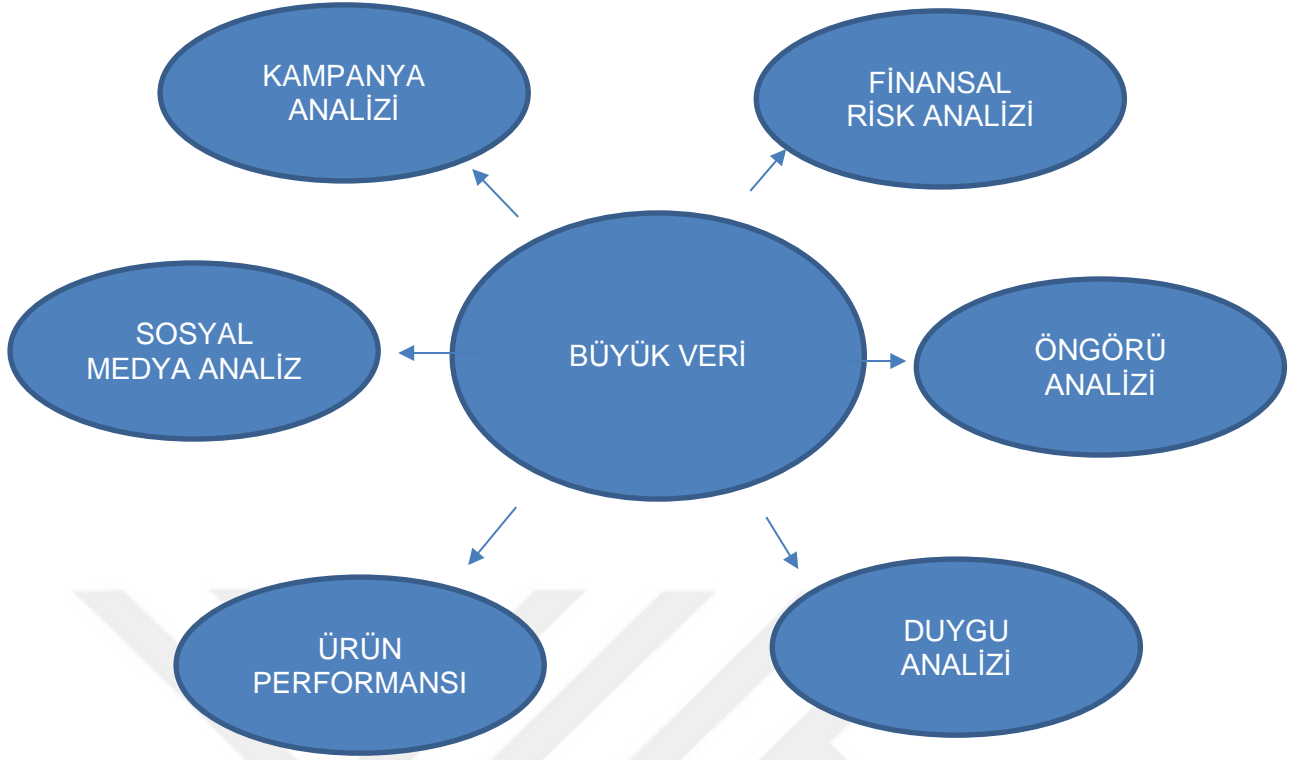 KAMPANYA
ANALİZİ
FİNANSAL
RİSK ANALİZİ
SOSYAL
MEDYA ANALİZ
BÜYÜK VERİ
ÖNGÖRÜ
ANALİZİ
ÜRÜN
PERFORMANSI
DUYGU
ANALİZİ